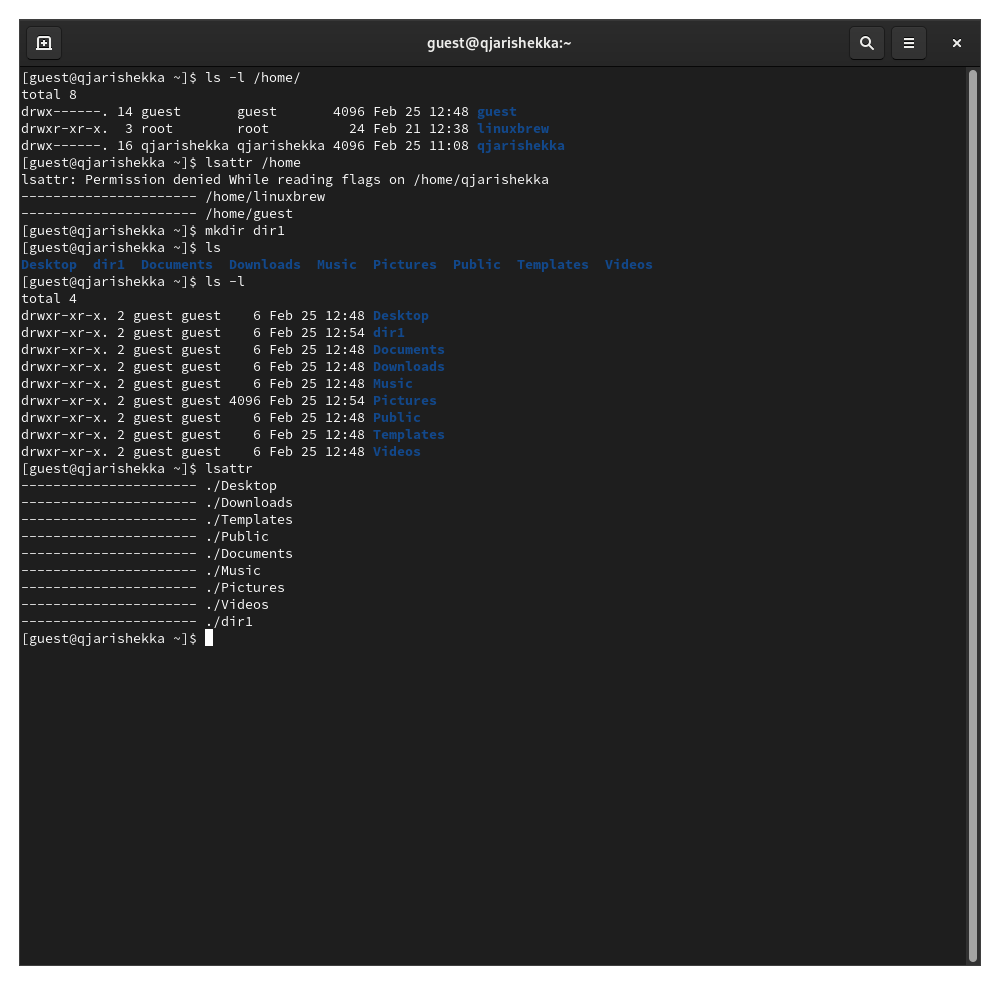 guest@qjarishekka:~
[guest@qjarishekka ~]$ ls -l /home/
total 8
drwx------. 14 guest       guest       4096 Feb 25 12:48 guest
drwxr-xr-x.  3 root        root          24 Feb 21 12:38 linuxbrew
drwx------. 16 qjarishekka qjarishekka 4096 Feb 25 11:08 qjarishekka
[guest@qjarishekka ~]$ lsattr /home
lsattr: Permission denied While reading flags on /home/qjarishekka
---------------------- /home/linuxbrew
---------------------- /home/guest
[guest@qjarishekka ~]$ mkdir dir1
[guest@qjarishekka ~]$ ls
Desktop  dir1  Documents  Downloads  Music  Pictures  Public  Templates  Videos
[guest@qjarishekka ~]$ ls -l
total 4
drwxr-xr-x. 2 guest guest    6 Feb 25 12:48 Desktop
drwxr-xr-x. 2 guest guest    6 Feb 25 12:54 dir1
drwxr-xr-x. 2 guest guest    6 Feb 25 12:48 Documents
drwxr-xr-x. 2 guest guest    6 Feb 25 12:48 Downloads
drwxr-xr-x. 2 guest guest    6 Feb 25 12:48 Music
drwxr-xr-x. 2 guest guest 4096 Feb 25 12:54 Pictures
drwxr-xr-x. 2 guest guest    6 Feb 25 12:48 Public
drwxr-xr-x. 2 guest guest    6 Feb 25 12:48 Templates
drwxr-xr-x. 2 guest guest    6 Feb 25 12:48 Videos
[guest@qjarishekka ~]$ lsattr
---------------------- ./Desktop
---------------------- ./Downloads
---------------------- ./Templates
---------------------- ./Public
---------------------- ./Documents
---------------------- ./Music
---------------------- ./Pictures
---------------------- ./Videos
---------------------- ./dir1
[guest@qjarishekka ~]$